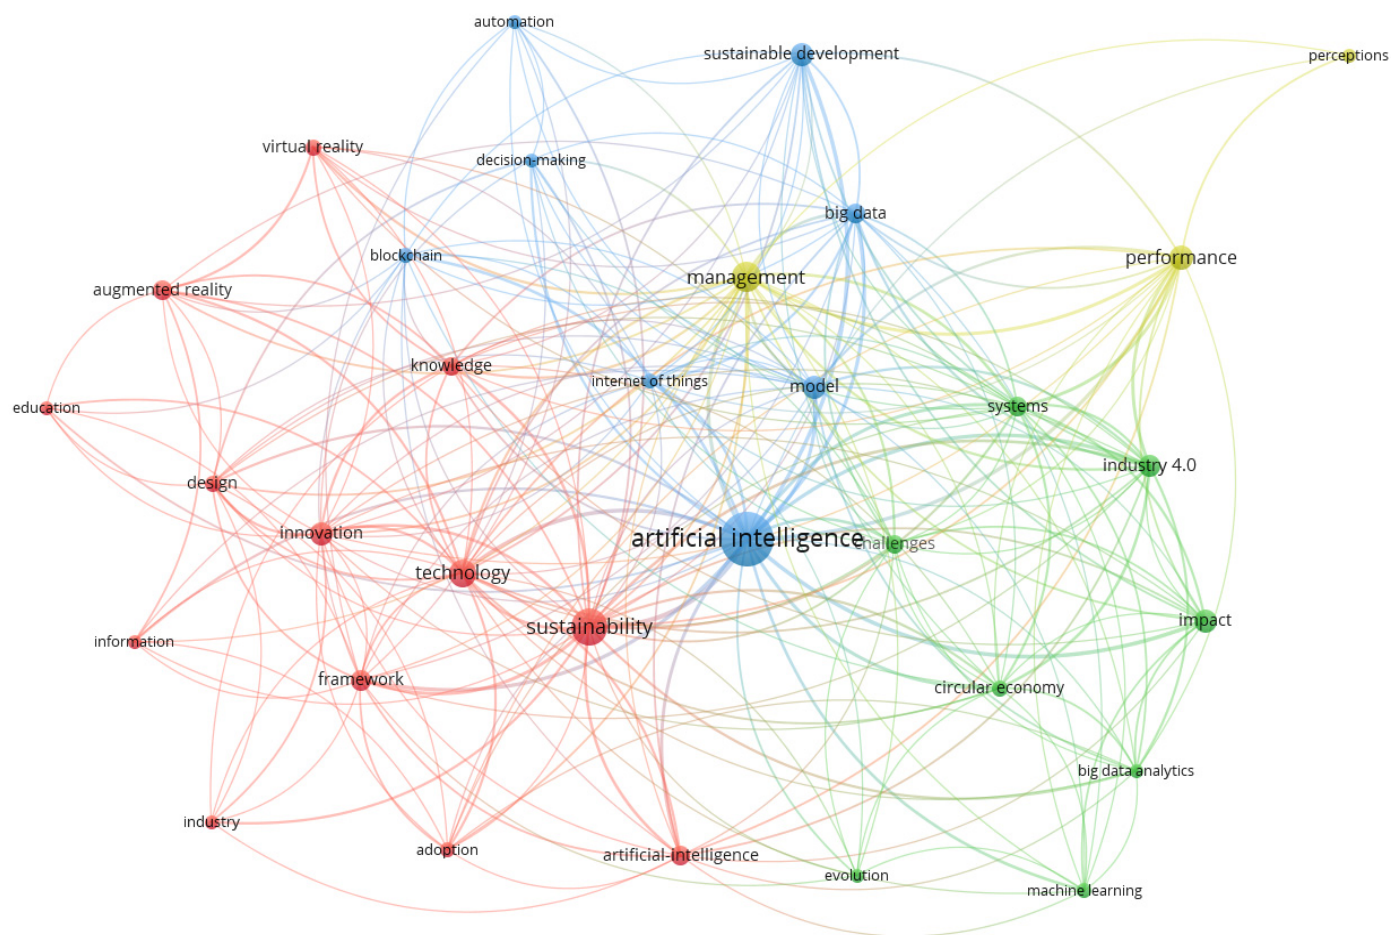 automation
sustainable development
perceptions
virtual reality
decision-making
big data
blockchain
performance
management
augmented reality
knowledge
internet of things
model
education
systems
industry 4.0
design
innovation
artificial intelligence
challenges
technology
impact
sustainability
information
framework
circular economy
big data analytics
industry
adoption
artificial-intelligence
evolution
machine learning